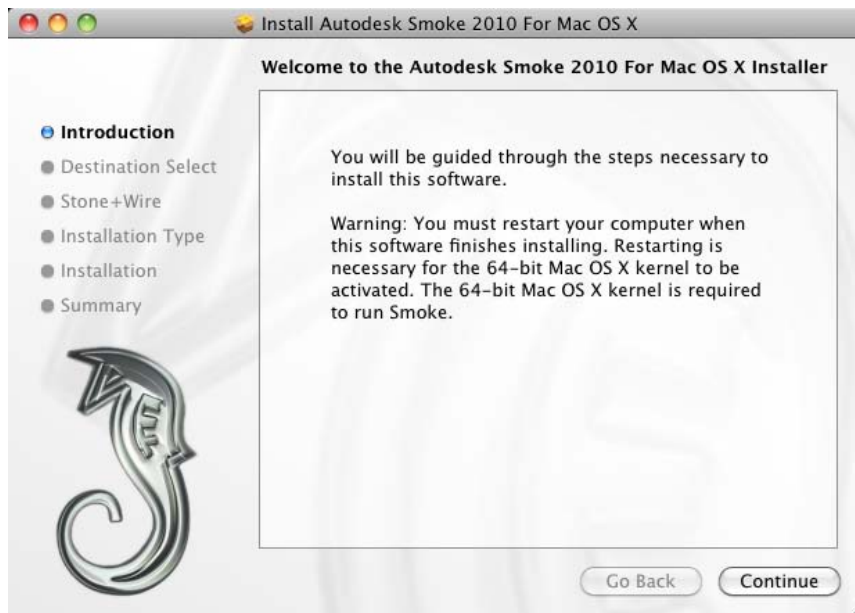 Install Autodesk Smoke 2010 For Mac OS X
Welcome to the Autodesk Smoke 2010 For Mac OS X Installer
Introduction
Destination Select
Stone+Wire
Installation Type
Installation
Summary
You will be guided through the steps necessary to
install this software.
Warning: You must restart your computer when
this software finishes installing. Restarting is
necessary for the 64-bit Mac OS X kernel to be
activated. The 64-bit Mac OS X kernel is required
to run Smoke.
Go Back
Continue